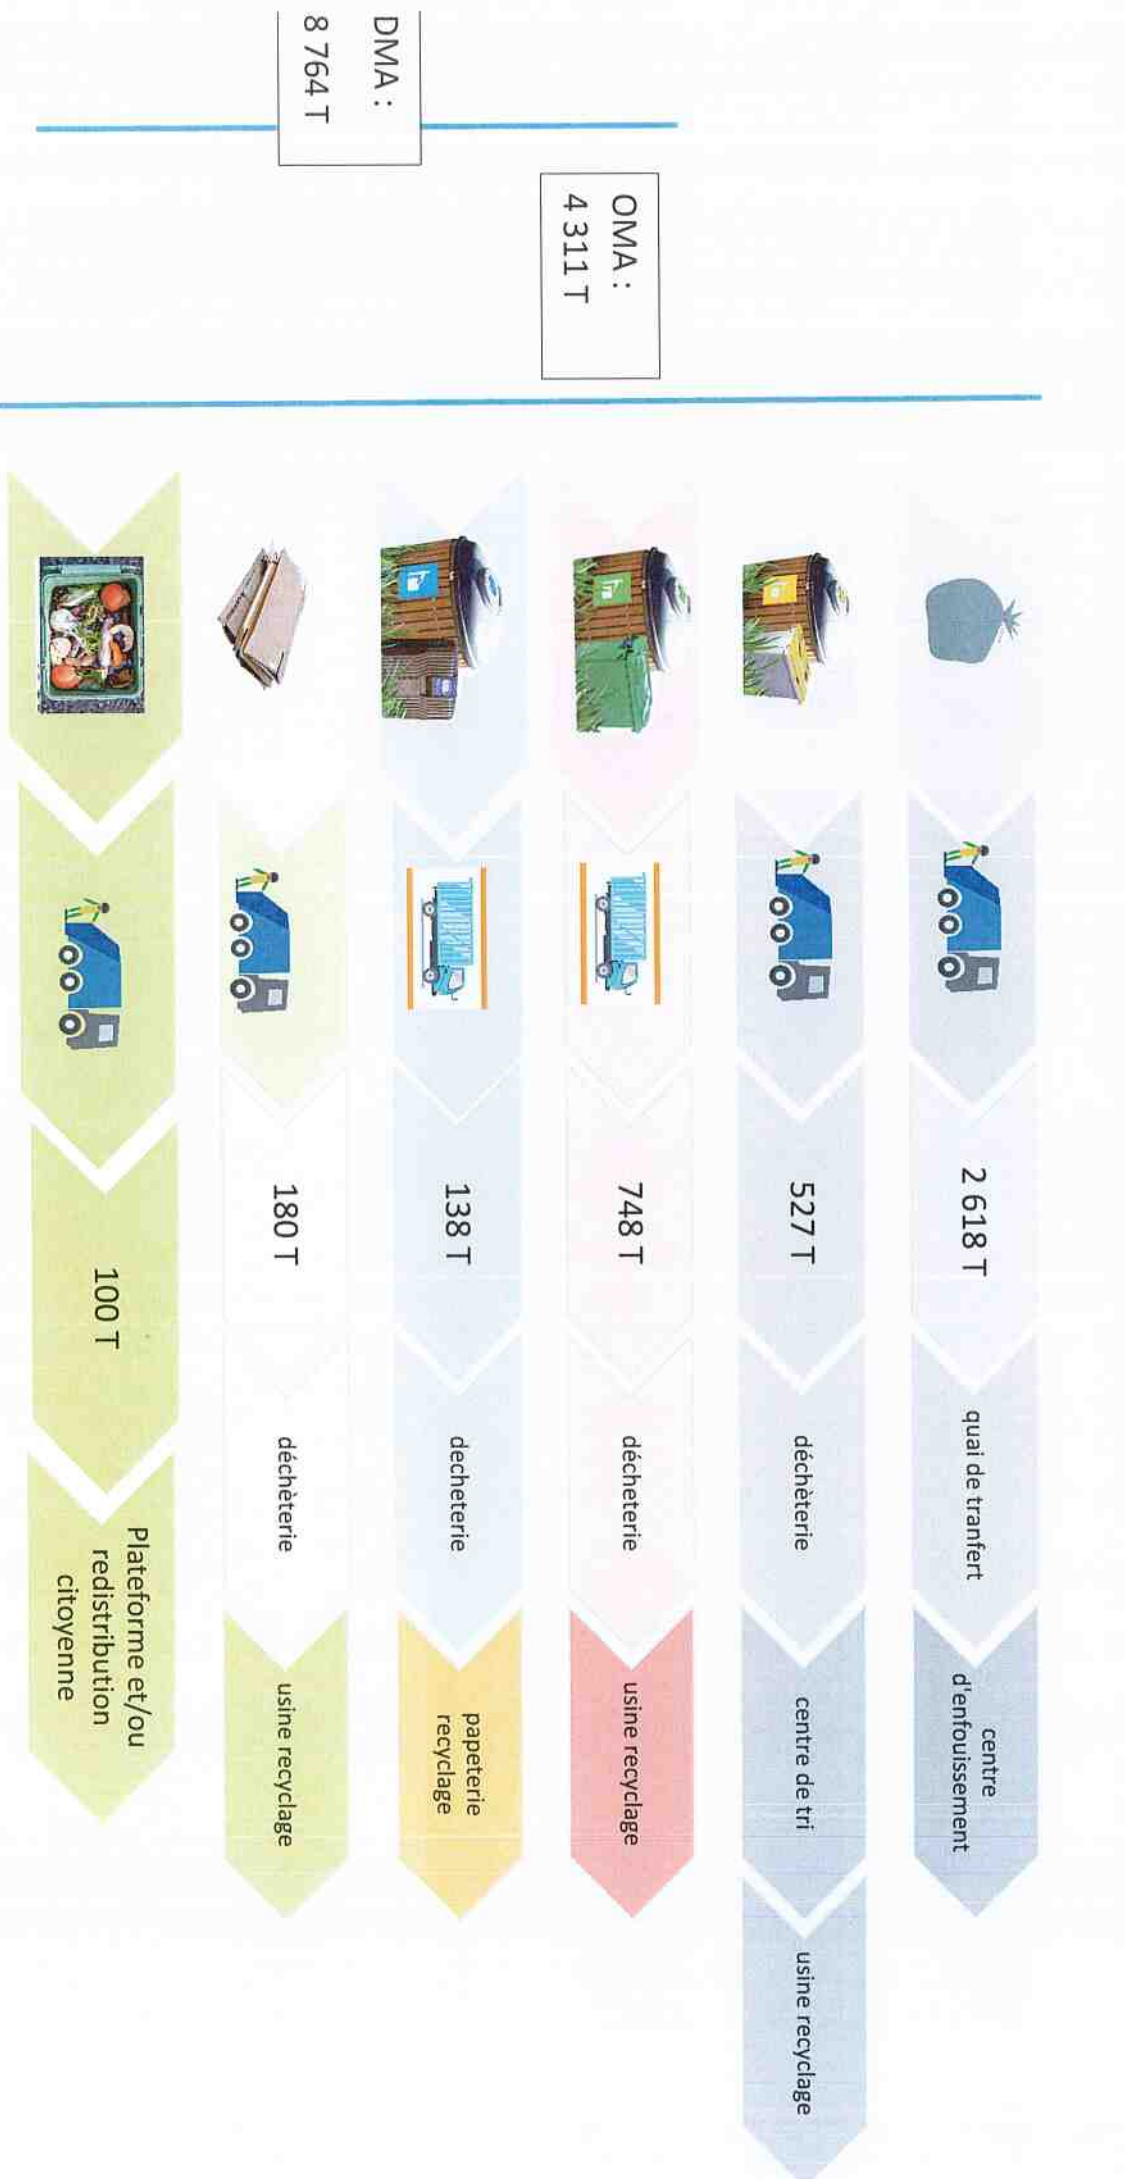 DMA :
8 764 T
OMA :
4 311 T
2 618 T
quai de tranfert
centre
d'enfouissement
527 T
déchèterie
centre de tri
usine recyclage
748 T
décheterie
usine recyclage
138 T
decheterie
papeterie
recyclage
180 T
déchèterie
usine recyclage
100 T
Plateforme et/ou
redistribution
citoyenne